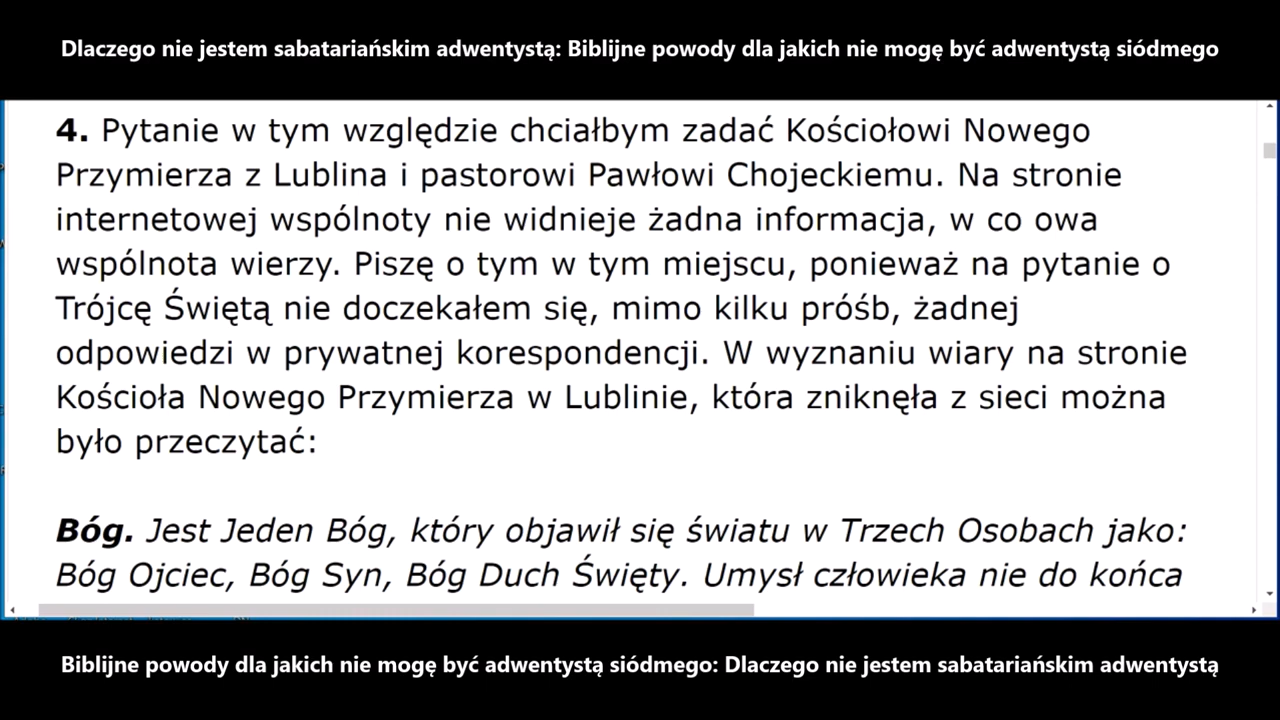 Dlaczego nie jestem sabatariańskim adwentystą: Biblijne powody dla jakich nie mogę być adwentystą siódmego
4. Pytanie w tym względzie chciałbym zadać Kościołowi Nowego
Przymierza z Lublina i pastorowi Pawłowi Chojeckiemu. Na stronie
internetowej wspólnoty nie widnieje żadna informacja, w co owa
wspólnota wierzy. Piszę o tym w tym miejscu, ponieważ na pytanie o
Trójcę Świętą nie doczekałem się, mimo kilku próśb, żadnej
odpowiedzi w prywatnej korespondencji. W wyznaniu wiary na stronie
Kościoła Nowego Przymierza w Lublinie, która zniknęła z sieci można
było przeczytać:
Bóg. Jest Jeden Bóg, który objawił się światu w Trzech Osobach jako:
Bóg Ojciec, Bóg Syn, Bóg Duch Święty. Umysł człowieka nie do końca
Biblijne powody dla jakich nie mogę być adwentystą siódmego: Dlaczego nie jestem sabatariańskim adwentystą